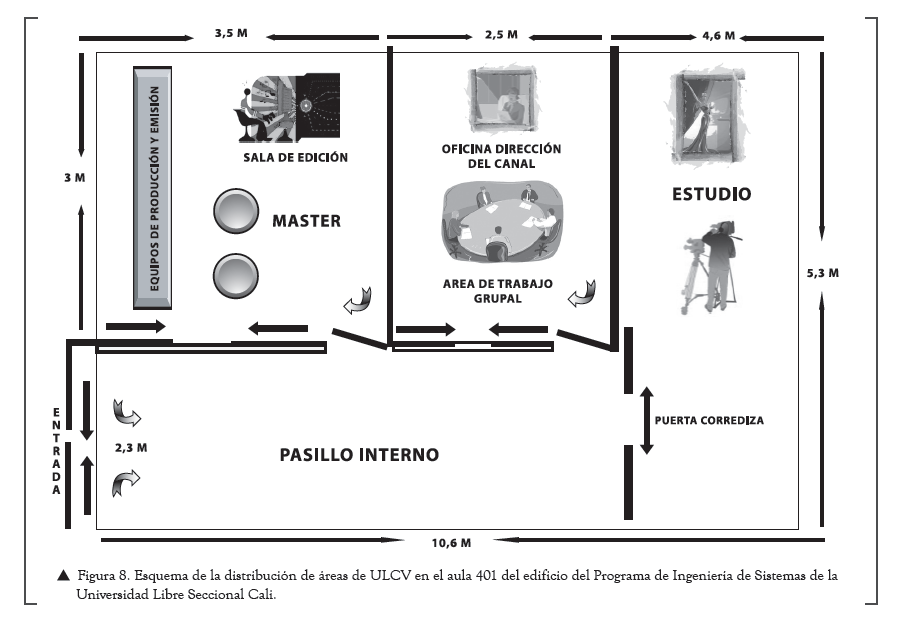 3,5 M
2,5 M
4,6 M
EQUIPOS DE PRODUCCIÓN Y EMISIÓN
SALA DE EDICIÓN
OFICINA DIRECCIÓN
DEL CANAL
3 M
MASTER
ESTUDIO
AREA DE TRABAJO
GRUPAL
5,3 M
ENTRADA
2,3 M
PASILLO INTERNO
PUERTA CORREDIZA
10,6 M
▲ Figura 8. Esquema de la distribución de áreas de ULCV en el aula 401 del edificio del Programa de Ingeniería de Sistemas de la
Universidad Libre Seccional Cali.